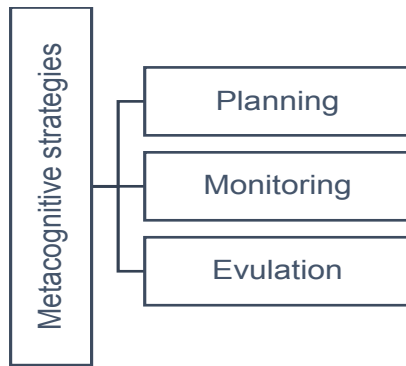 Metacognitive strategies
Planning
Monitoring
Evulation